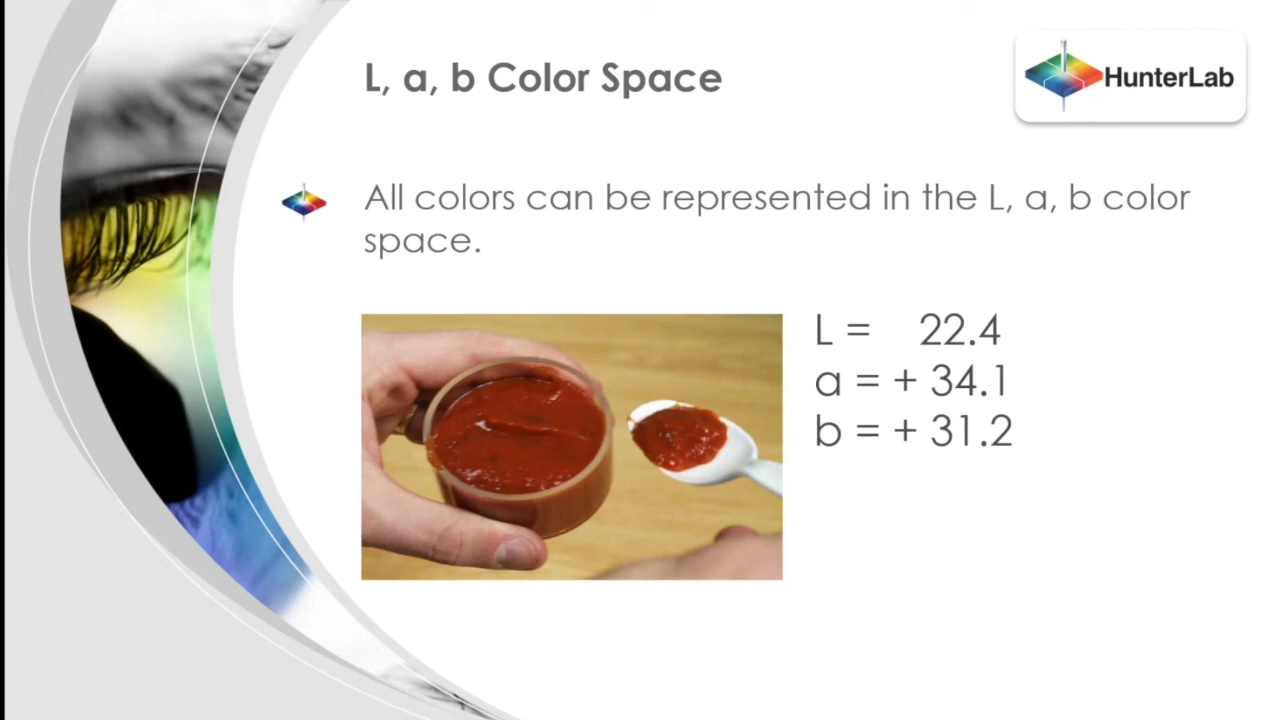 L, a, b Color Space
HunterLab
All colors can be represented in the L, a, b color
space.
L = 22.4
a = + 34.1
b = + 31.2